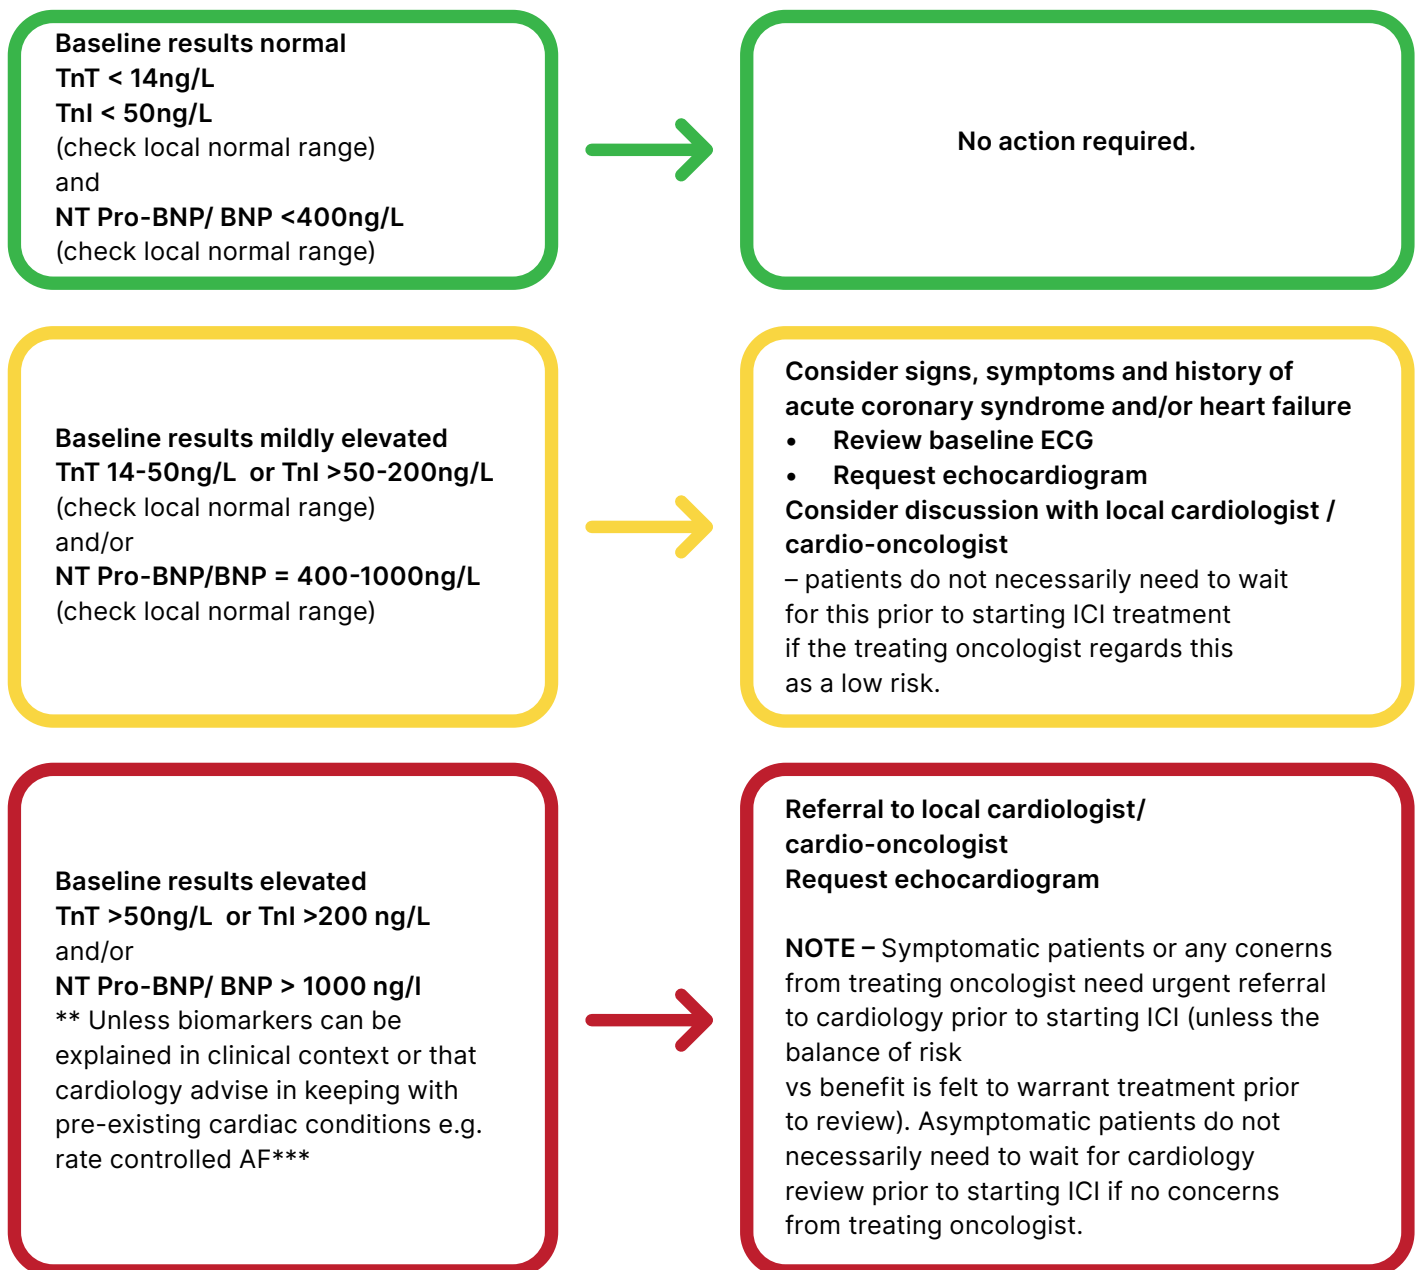 Baseline results normal
TnT < 14ng/L
TnI < 50ng/L
(check local normal range)
and
NT Pro-BNP/ BNP <400ng/L
(check local normal range)
No action required.
Baseline results mildly elevated
TnT 14-50ng/L  or TnI >50-200ng/L
(check local normal range)
and/or
NT Pro-BNP/BNP = 400-1000ng/L
(check local normal range)
Consider signs, symptoms and history of
acute coronary syndrome and/or heart failure
• Review baseline ECG
• Request echocardiogram
Consider discussion with local cardiologist /
cardio-oncologist
– patients do not necessarily need to wait
for this prior to starting ICI treatment
if the treating oncologist regards this
as a low risk.
Baseline results elevated
TnT >50ng/L  or TnI >200 ng/L
and/or
NT Pro-BNP/ BNP > 1000 ng/l
** Unless biomarkers can be
explained in clinical context or that
cardiology advise in keeping with
pre-existing cardiac conditions e.g.
rate controlled AF***
Referral to local cardiologist/
cardio-oncologist
Request echocardiogram
NOTE – Symptomatic patients or any conerns
from treating oncologist need urgent referral
to cardiology prior to starting ICI (unless the
balance of risk
vs benefit is felt to warrant treatment prior
to review). Asymptomatic patients do not
necessarily need to wait for cardiology
review prior to starting ICI if no concerns
from treating oncologist.